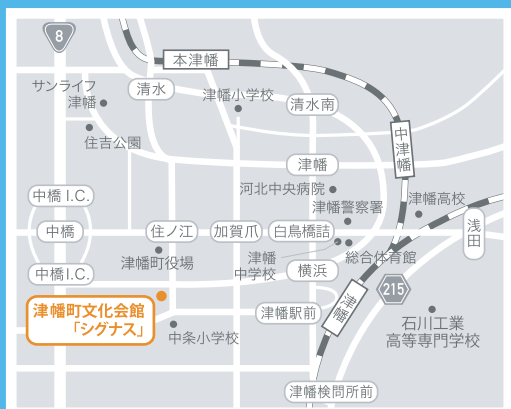 8
本津幡
サンライフ
津幡
清水
津幡小学校
清水南
住吉公園
中津幡
津幡
河北中央病院
津幡高校
中橋I.C.
津幡警察署
中橋
住ノ江
加賀爪
白鳥橋詰
浅田
津幡町役場
津幡
中学校
総合体育館
中橋I.C.
横浜
215
津幡
津幡町文化会館
「シグナス」
津幡駅前
中条小学校
石川工業
高等専門学校
津幡検問所前